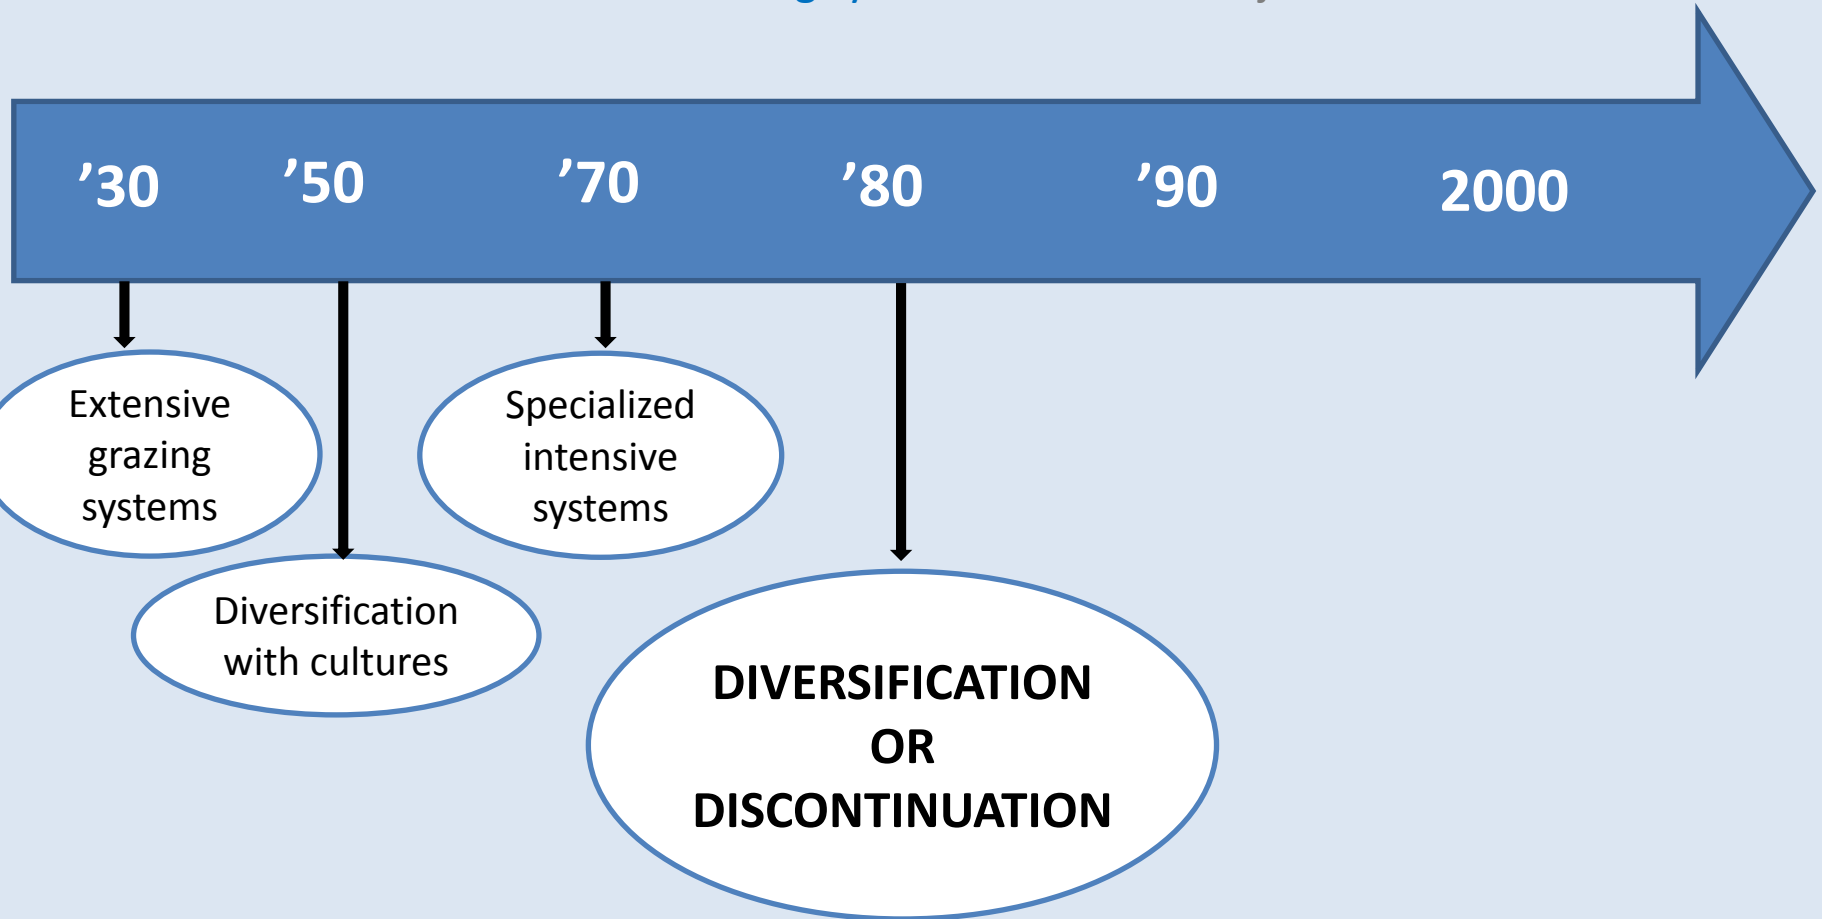 ’30 ’50 ’70 ’80 ’90 2000
Extensive
grazing
systems
Specialized
intensive
systems
Diversification
with cultures
DIVERSIFICATION
OR
DISCONTINUATION